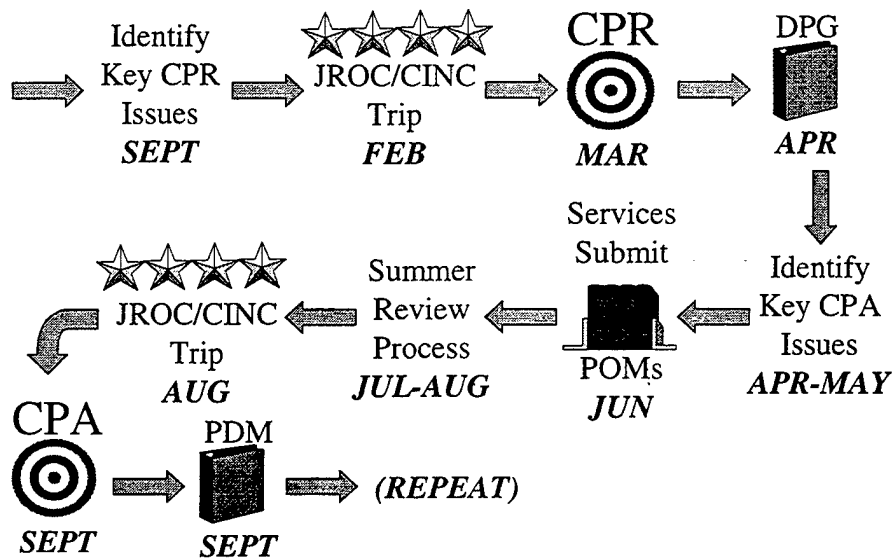 Identify
Key CPR
Issues
SEPT
JROC/CINC
Trip
FEB
CPR
MAR
DPG
APR
Identify
Key CPA
Issues
APR-MAY
Services
Submit
POMs
JUN
Summer
Review
Process
JUL-AUG
JROC/CINC
Trip
AUG
CPA
SEPT
PDM
SEPT
(REPEAT)